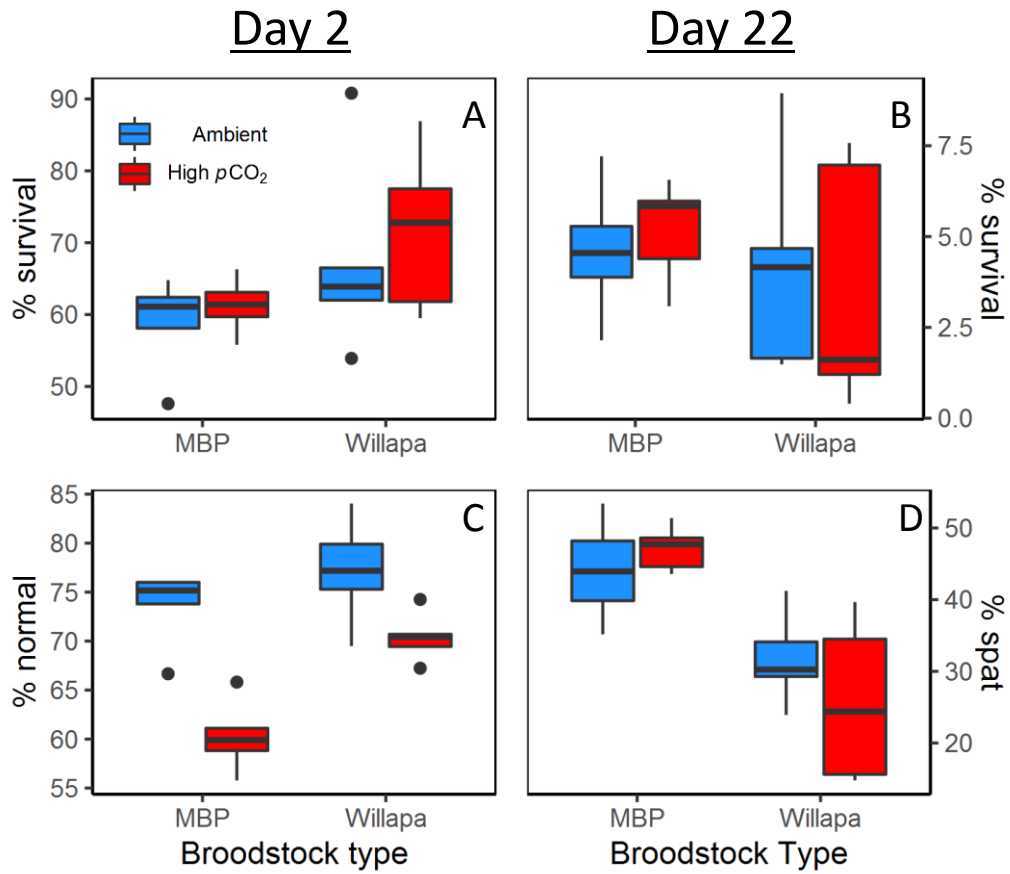 Day 2
Day 22
A
Ambient
High pCO₂
% survival
90
80
70
60
50
MBP
Willapa
B
% survival
7.5
5.0
2.5
0.0
MBP
Willapa
C
% normal
85
80
75
70
65
60
55
MBP
Willapa
Broodstock type
D
% spat
50
40
30
20
MBP
Willapa
Broodstock Type